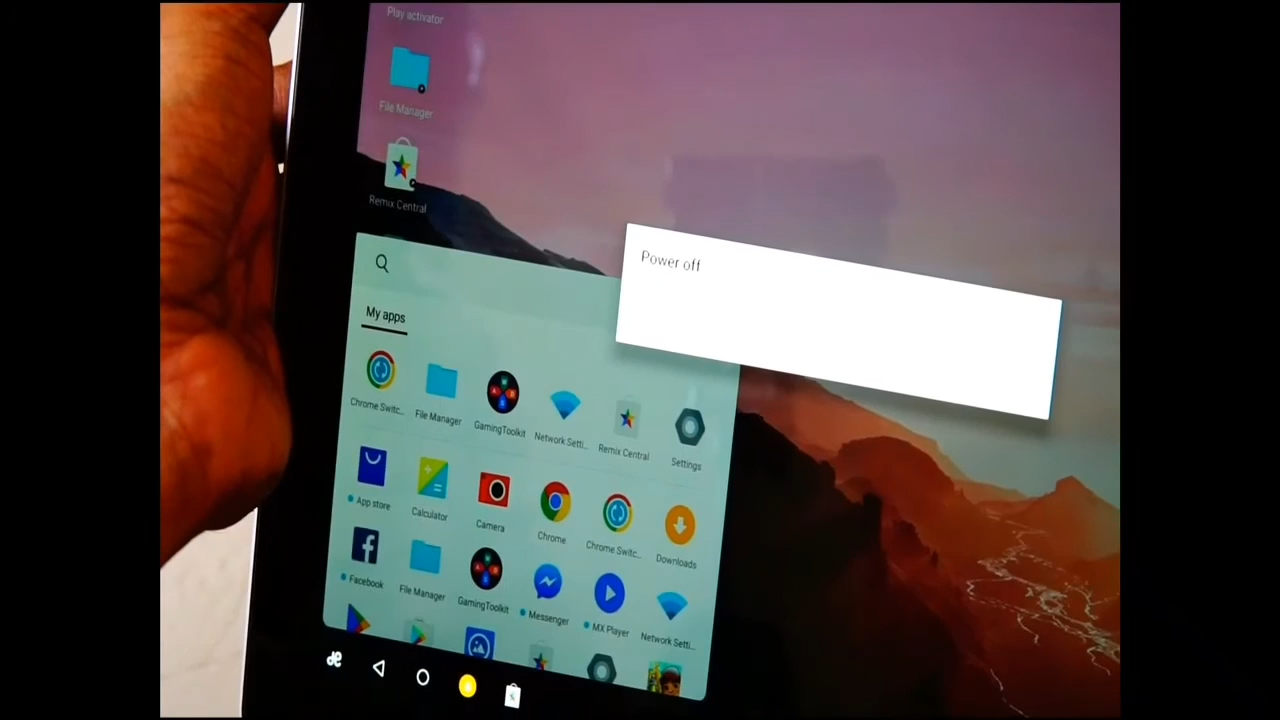 Play activator
File Manager
Remix Central
Power off
My apps
Chrome Switc...
File Manager
GamingToolkit
Network Setti...
Remix Central
Settings
App store
Calculator
Camera
Chrome
Chrome Switc...
Downloads
Facebook
File Manager
GamingToolkit
Messenger
MX Player
Network Setti...